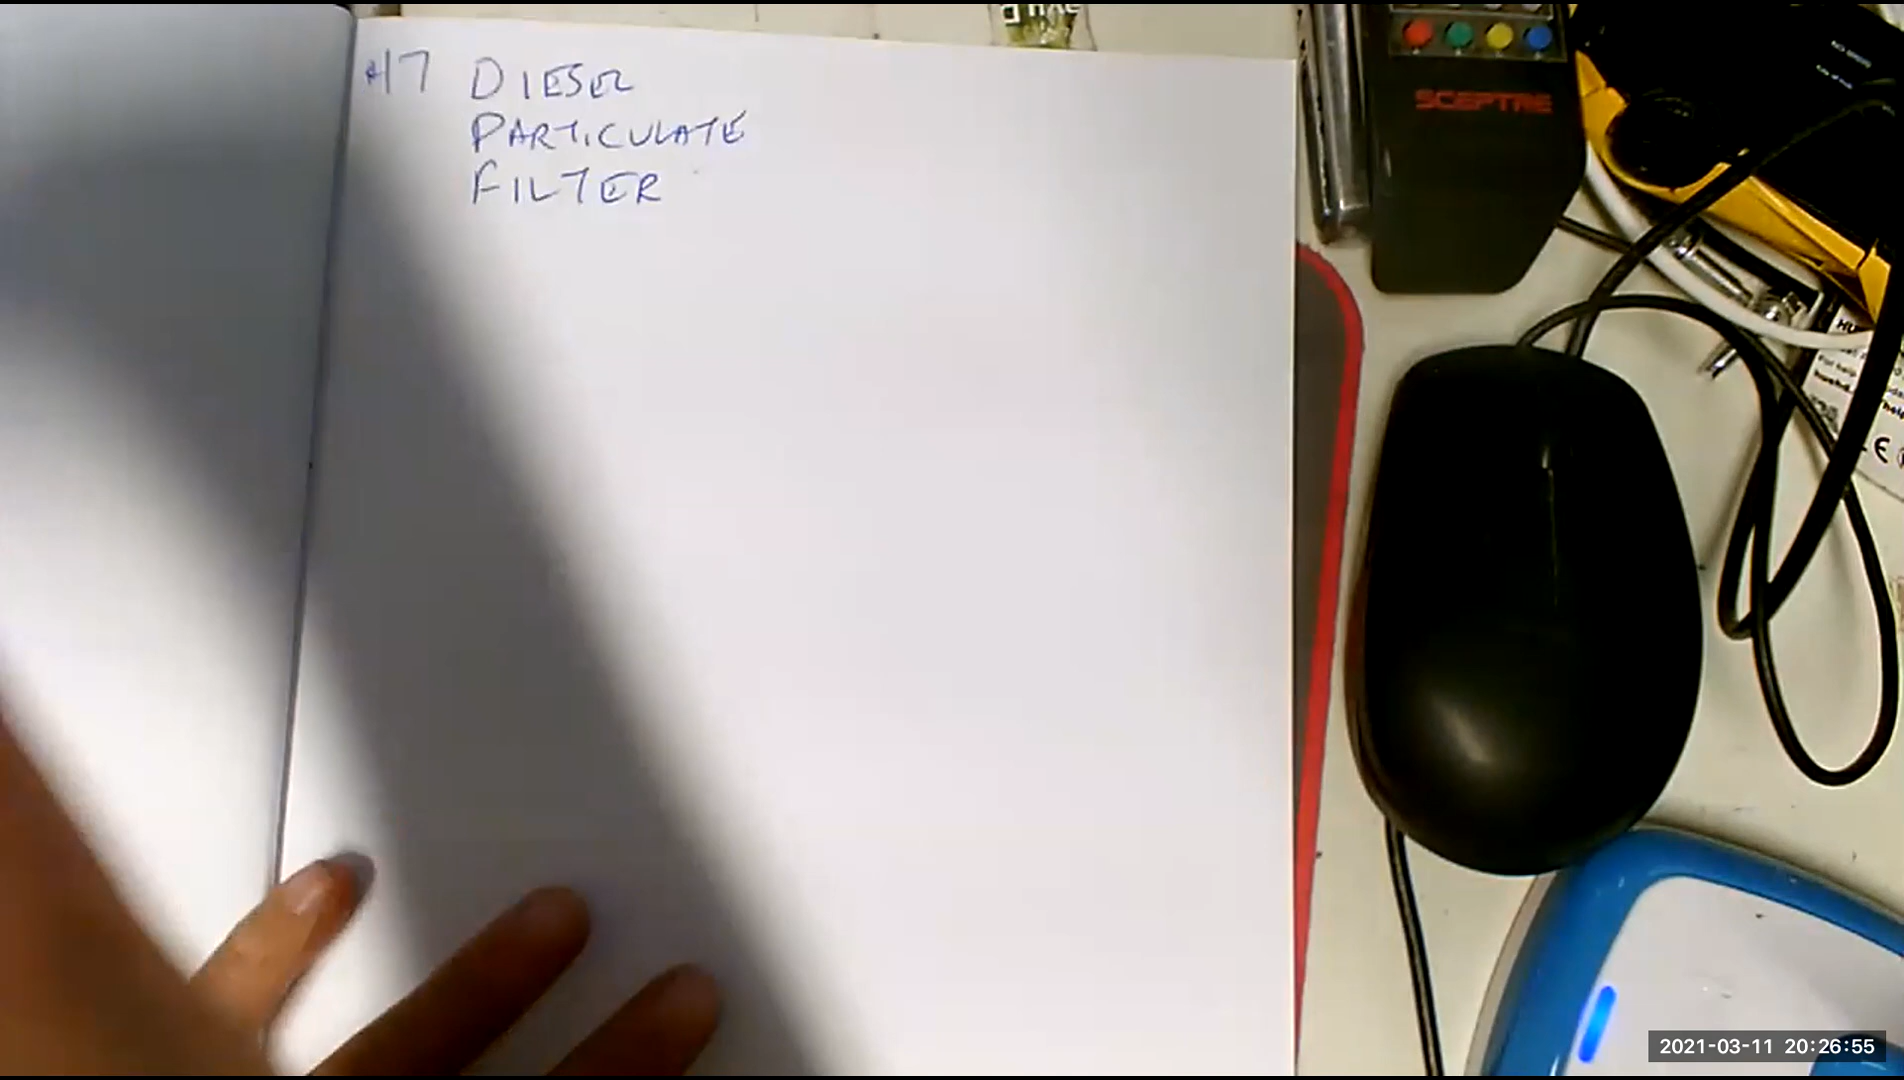 #17 DIESEL
PARTICULATE
FILTER
SCEPTRE
2021-03-11 20:26:55